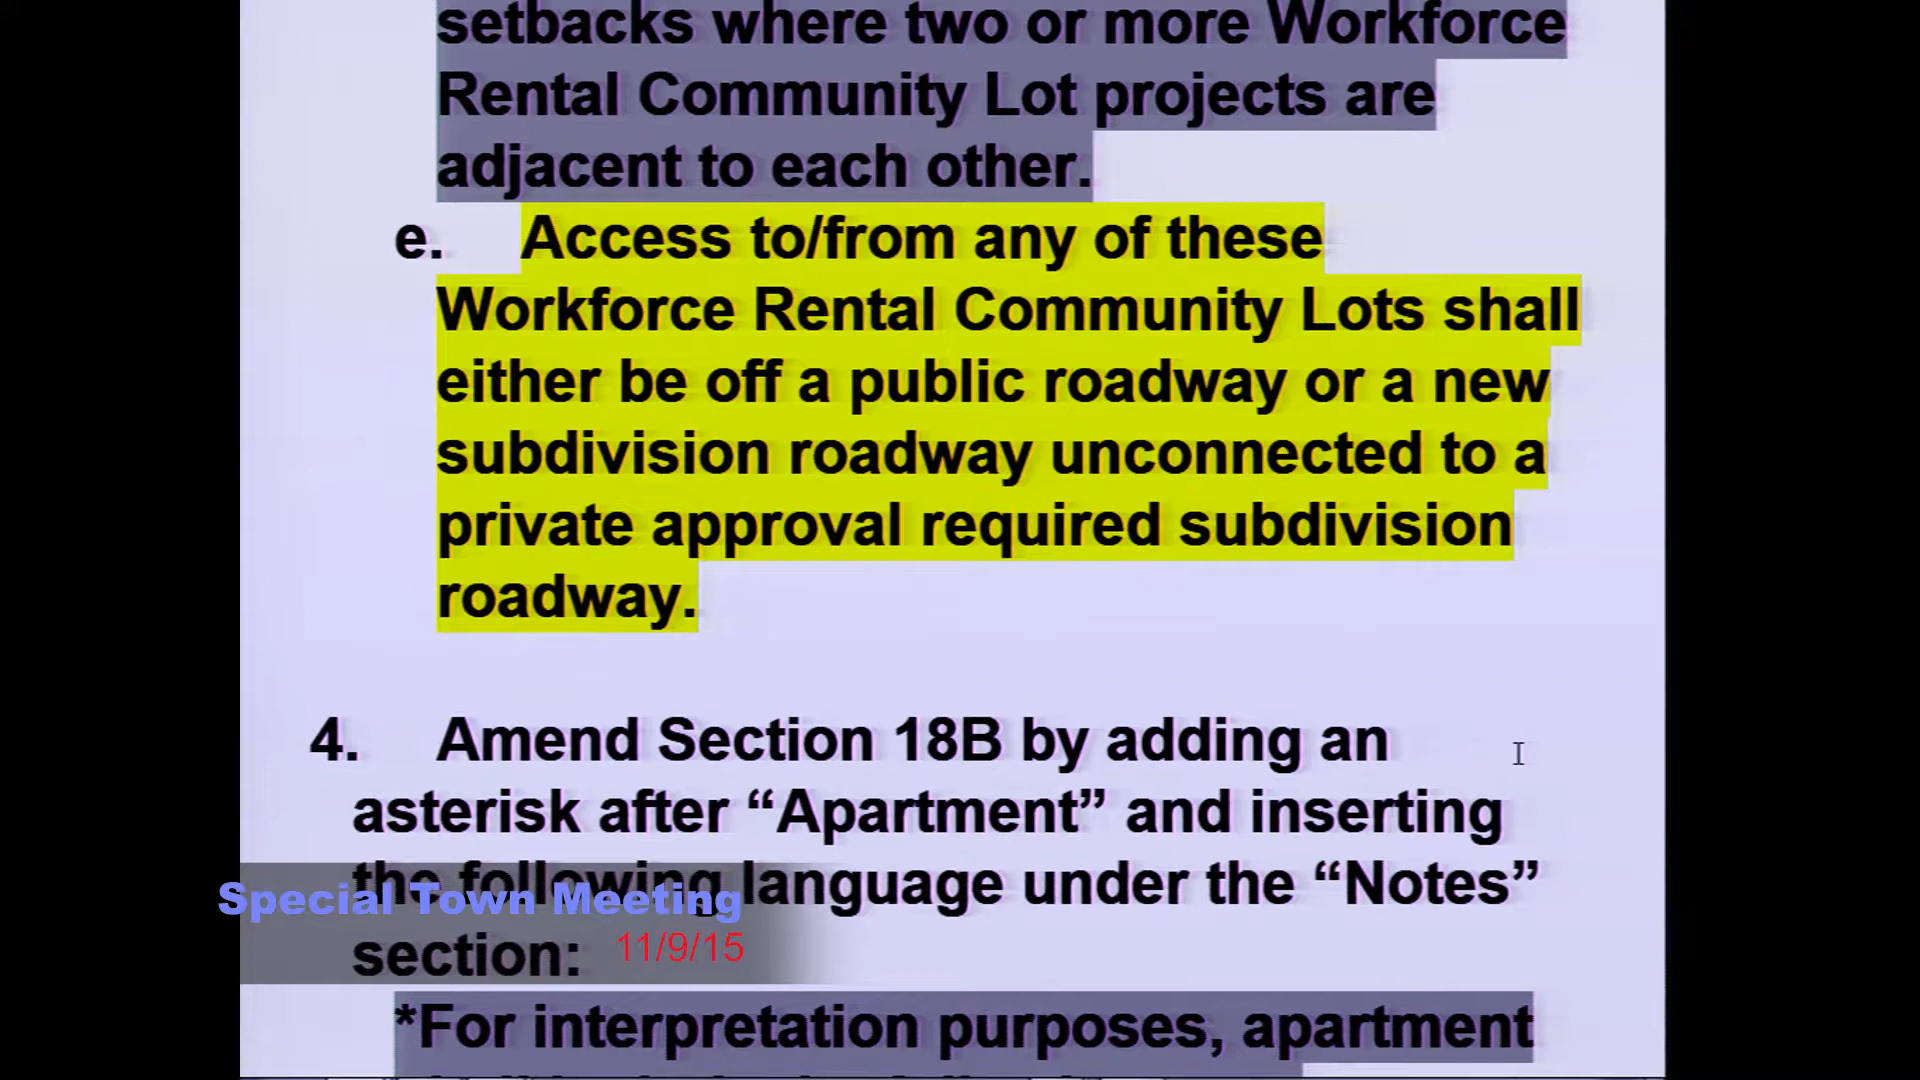 setbacks where two or more Workforce
Rental Community Lot projects are
adjacent to each other.
e. Access to/from any of these
Workforce Rental Community Lots shall
either be off a public roadway or a new
subdivision roadway unconnected to a
private approval required subdivision
roadway.
4. Amend Section 18B by adding an
asterisk after “Apartment” and inserting
the following language under the “Notes”
section:
Special Town Meeting
11/9/15
*For interpretation purposes, apartment